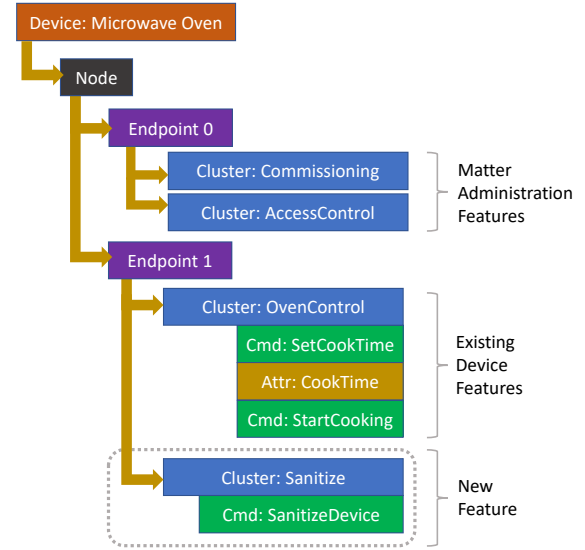 Device: Microwave Oven
Node
Endpoint 0
Cluster: Commissioning
Cluster: AccessControl
Matter
Administration
Features
Endpoint 1
Cluster: OvenControl
Cmd: SetCookTime
Attr: CookTime
Cmd: StartCooking
Existing
Device
Features
Cluster: Sanitize
Cmd: SanitizeDevice
New
Feature